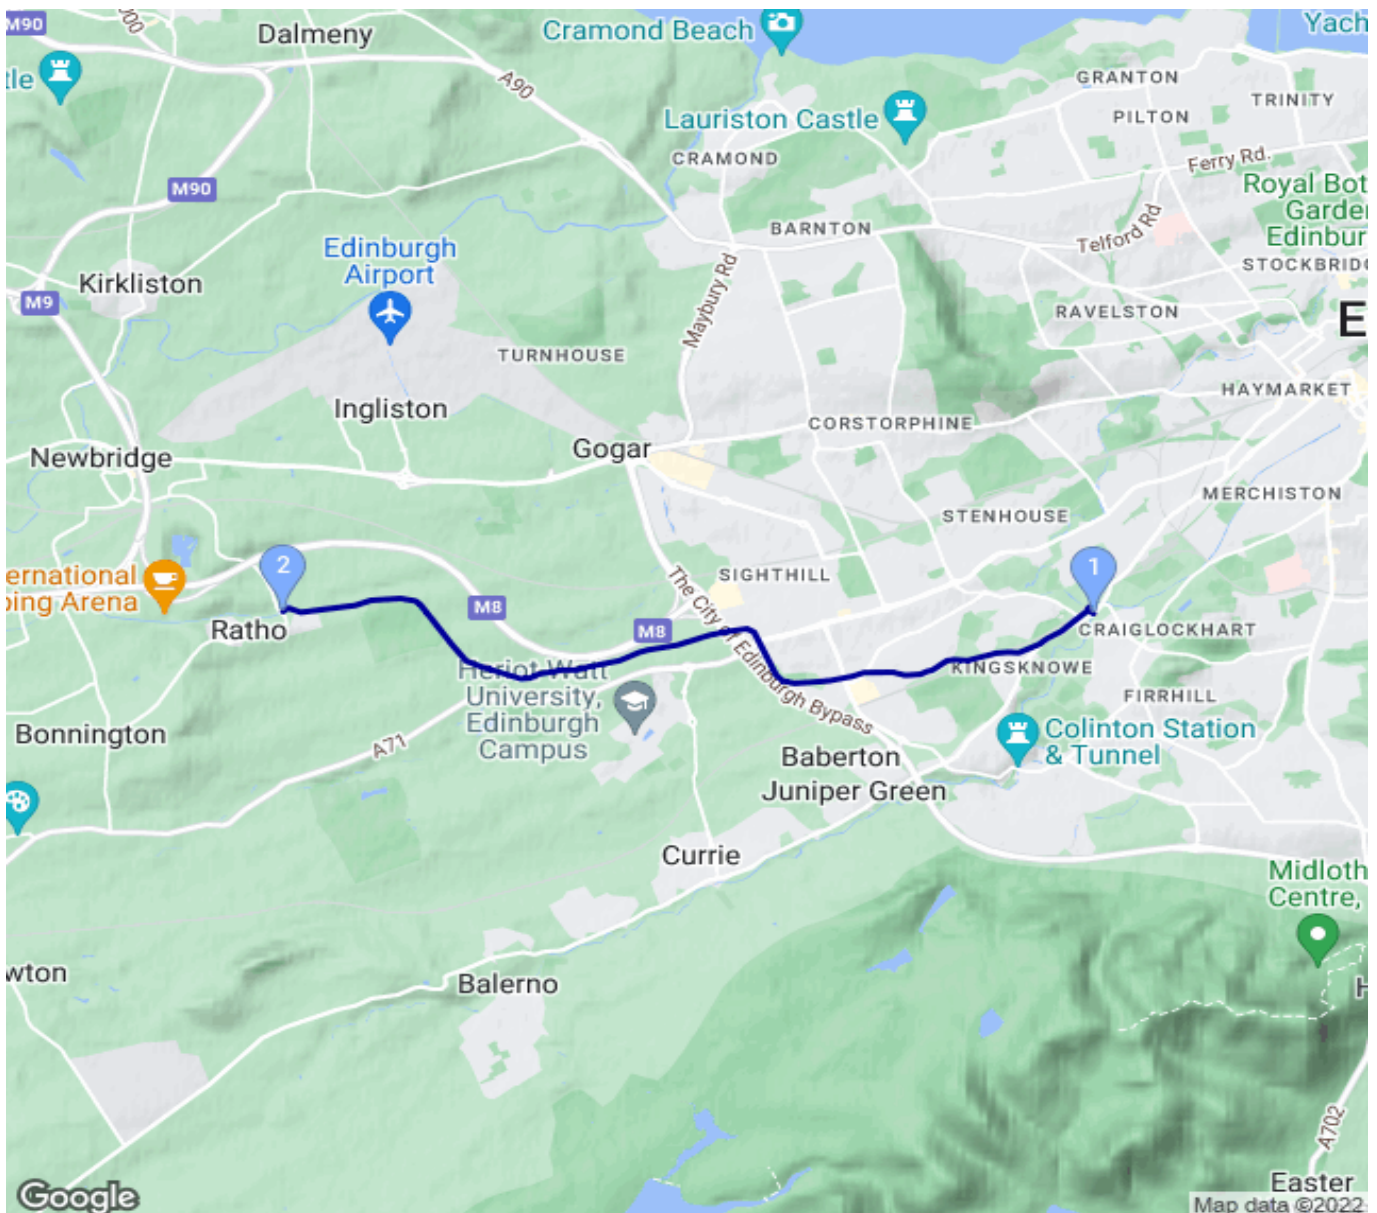 M90
000
Dalmeny
Cramond Beach
Yach
tle
A90
GRANTON
TRINITY
PILTON
Lauriston Castle
CRAMOND
Ferry Rd.
M90
Royal Bot
Garde
Edinbur
BARNTON
Telford Rd
Edinburgh
Airport
STOCKBRIDG
Kirkliston
M9
Maybury Rd
RAVELSTON
E
TURNHOUSE
HAYMARKET
Ingliston
CORSTORPHINE
Gogar
Newbridge
MERCHISTON
STENHOUSE
ernational
bing Arena
2
SIGHTHILL
1
M8
The City of Edinburgh Bypass
Ratho
M8
CRAIGLOCKHART
Heriot-Watt
University,
Edinburgh
Campus
KINGSKNOWE
FIRRHILL
Bonnington
A71
Colinton Station
& Tunnel
Baberton
Juniper Green
Currie
Midloth
Centre,
wton
Balerno
H
A702
Easter
Google
Map data ©2022